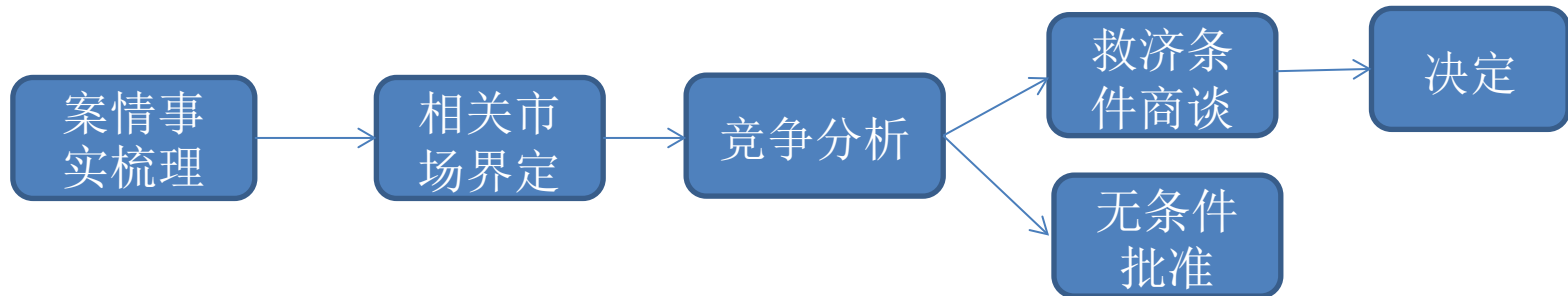 案情事
实梳理
相关市
场界定
竞争分析
救济条
件商谈
决定
无条件
批准